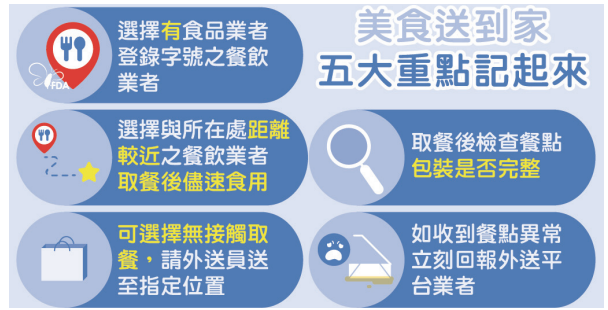 美食送到家
五大重點記起來
選擇有食品業者
登錄字號之餐飲
業者
FDA
選擇與所在處距離
較近之餐飲業者
取餐後儘速食用
取餐後檢查餐點
包裝是否完整
可選擇無接觸取
餐，請外送員送
至指定位置
如收到餐點異常
立刻回報外送平
台業者